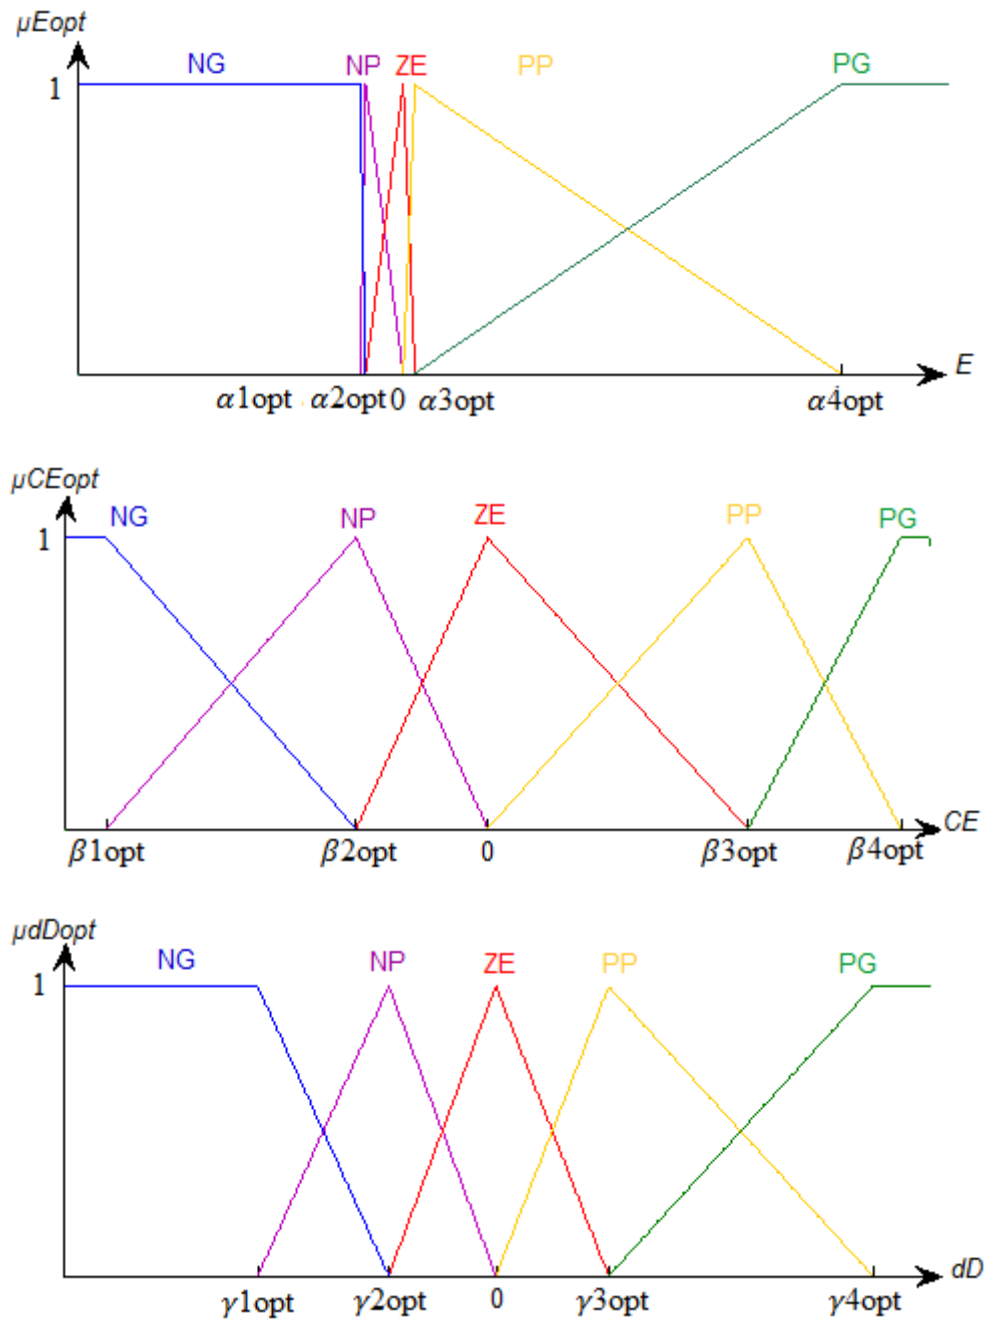 μEopt
NG NP ZE PP PG
1
E
α1opt α2opt 0 α3opt α4opt
μCEopt
NG NP ZE PP PG
1
CE
β1opt β2opt 0 β3opt β4opt
μdDopt
NG NP ZE PP PG
1
dD
γ1opt γ2opt 0 γ3opt γ4opt